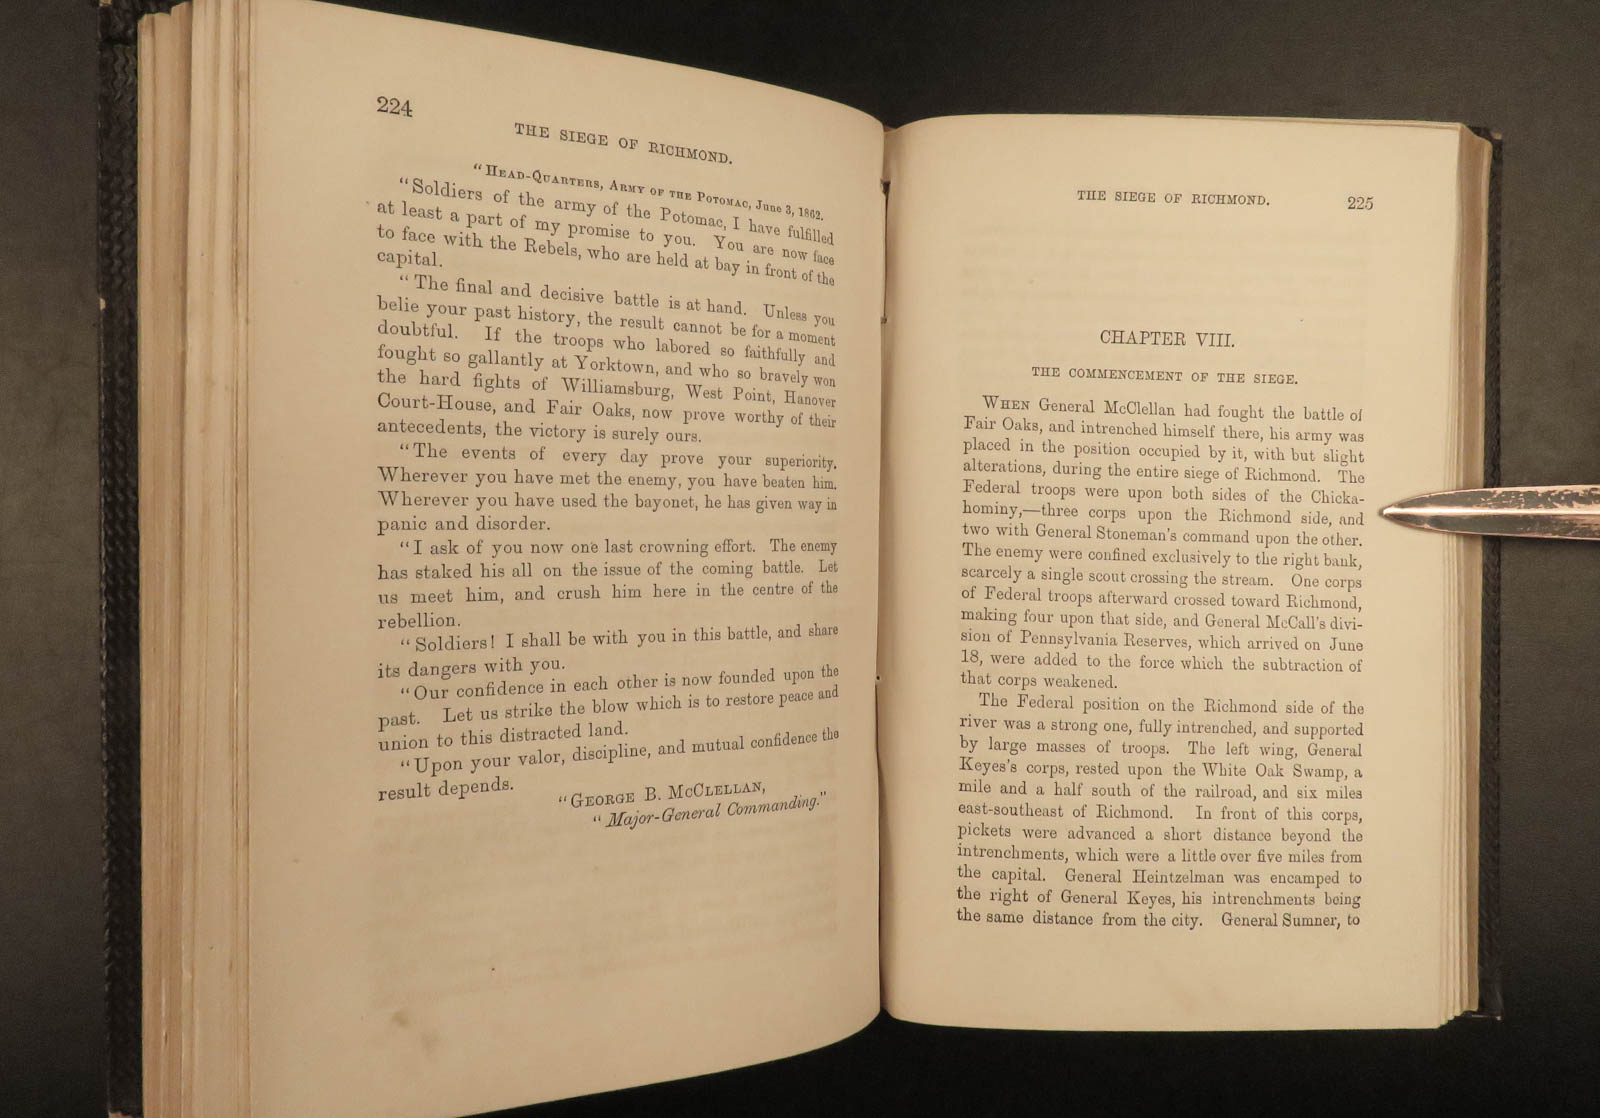 224
THE SIEGE OF RICHMOND.
“Head-Quarters, Army of the Potomac, June 3, 1862.
“Soldiers of the army of the Potomac, I have fulfilled
at least a part of my promise to you. You are now face
to face with the Rebels, who are held at bay in front of the
capital.
“The final and decisive battle is at hand. Unless you
belie your past history, the result cannot be for a moment
doubtful. If the troops who labored so faithfully and
fought so gallantly at Yorktown, and who so bravely won
the hard fights of Williamsburg, West Point, Hanover
Court-House, and Fair Oaks, now prove worthy of their
antecedents, the victory is surely ours.
“The events of every day prove your superiority.
Wherever you have met the enemy, you have beaten him.
Wherever you have used the bayonet, he has given way in
panic and disorder.
“I ask of you now one last crowning effort. The enemy
has staked his all on the issue of the coming battle. Let
us meet him, and crush him here in the centre of the
rebellion.
“Soldiers! I shall be with you in this battle, and share
its dangers with you.
“Our confidence in each other is now founded upon the
past. Let us strike the blow which is to restore peace and
union to this distracted land.
“Upon your valor, discipline, and mutual confidence the
result depends.
“George B. McClellan,
“Major-General Commanding.”
THE SIEGE OF RICHMOND. 225
CHAPTER VIII.
THE COMMENCEMENT OF THE SIEGE.
When General McClellan had fought the battle of
Fair Oaks, and intrenched himself there, his army was
placed in the position occupied by it, with but slight
alterations, during the entire siege of Richmond. The
Federal troops were upon both sides of the Chicka-
hominy,—three corps upon the Richmond side, and
two with General Stoneman's command upon the other.
The enemy were confined exclusively to the right bank,
scarcely a single scout crossing the stream. One corps
of Federal troops afterward crossed toward Richmond,
making four upon that side, and General McCall's divi-
sion of Pennsylvania Reserves, which arrived on June
18, were added to the force which the subtraction of
that corps weakened.
The Federal position on the Richmond side of the
river was a strong one, fully intrenched, and supported
by large masses of troops. The left wing, General
Keyes's corps, rested upon the White Oak Swamp, a
mile and a half south of the railroad, and six miles
east-southeast of Richmond. In front of this corps,
pickets were advanced a short distance beyond the
intrenchments, which were a little over five miles from
the capital. General Heintzelman was encamped to
the right of General Keyes, his intrenchments being
the same distance from the city. General Sumner, to